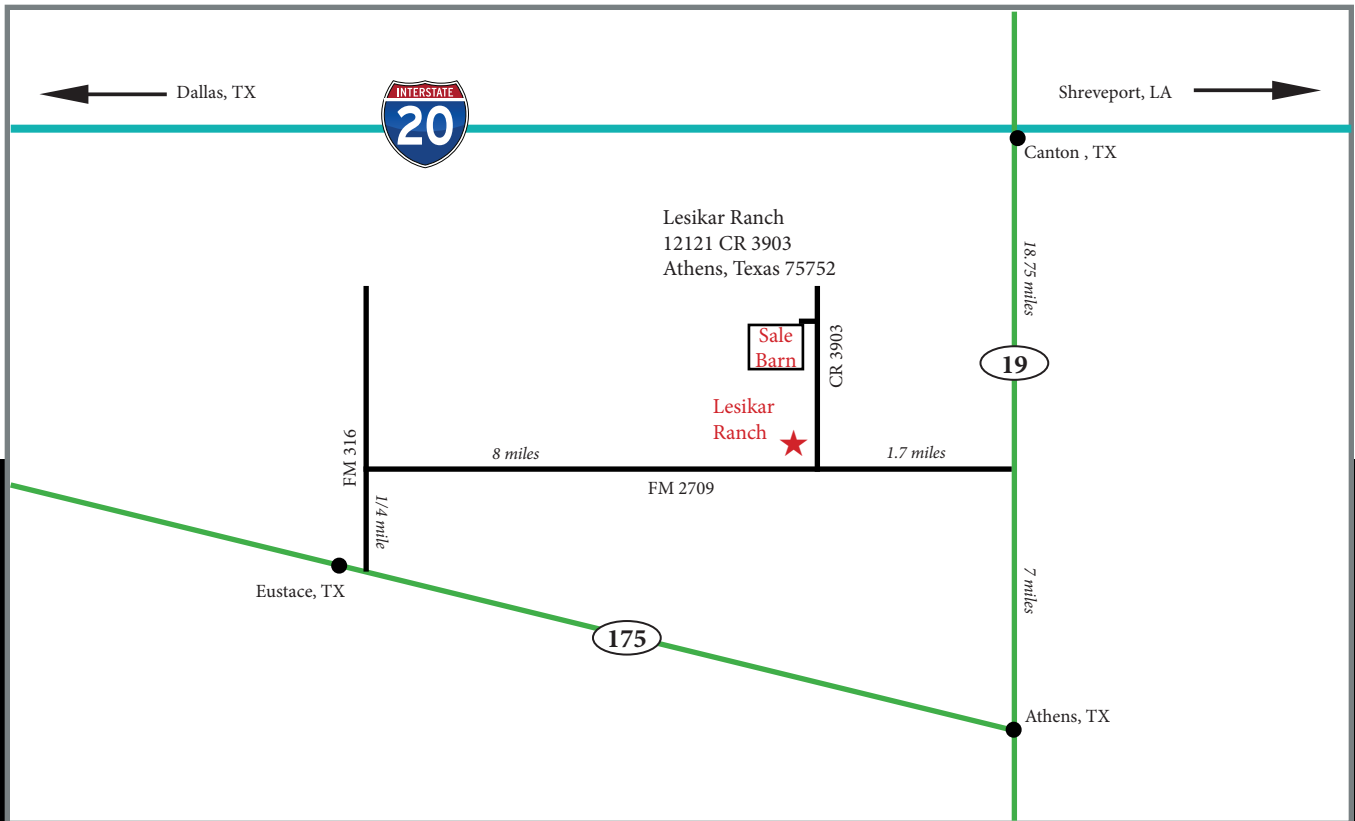 Dallas, TX
INTERSTATE
20
Shreveport, LA
Canton , TX
Lesikar Ranch
12121 CR 3903
Athens, Texas 75752
18.75 miles
Sale
Barn
CR 3903
19
Lesikar
Ranch
FM 316
8 miles
1.7 miles
FM 2709
1/4 mile
Eustace, TX
7 miles
175
Athens, TX